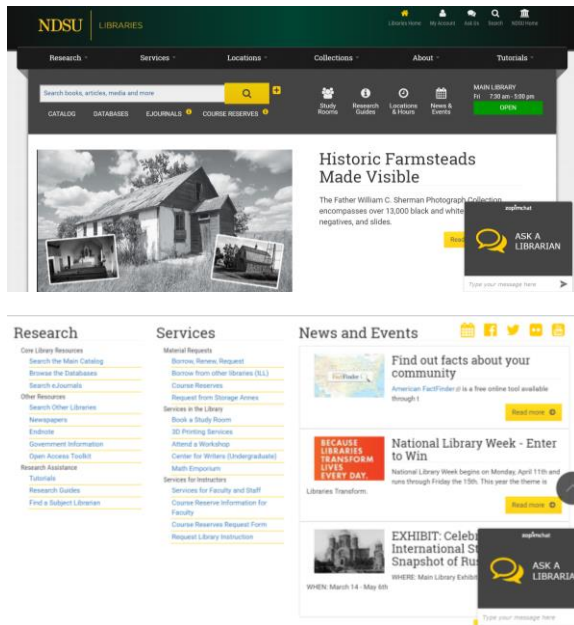 NDSU LIBRARIES
Libraries Home My Account Ask Us Search NDSU Home
Research Services Locations Collections About Tutorials
Search books, articles, media and more
CATALOG DATABASES EJOURNALS COURSE RESERVES
Study Rooms
Research Guides
Locations & Hours
News & Events
MAIN LIBRARY
Fri 7:30 am - 5:00 pm
OPEN
Historic Farmsteads
Made Visible
The Father William C. Sherman Photograph Collection
encompasses over 13,000 black and white
negatives, and slides.
Read
zopimchat
ASK A
LIBRARIAN
Type your message here
Research
Core Library Resources
Search the Main Catalog
Browse the Databases
Search eJournals
Other Resources
Search Other Libraries
Newspapers
Endnote
Government Information
Open Access Toolkit
Research Assistance
Tutorials
Research Guides
Find a Subject Librarian
Services
Material Requests
Borrow, Renew, Request
Borrow from other libraries (ILL)
Course Reserves
Request from Storage Annex
Services in the Library
Book a Study Room
3D Printing Services
Attend a Workshop
Center for Writers (Undergraduate)
Math Emporium
Services for Instructors
Services for Faculty and Staff
Course Reserve Information for
Faculty
Course Reserves Request Form
Request Library Instruction
News and Events
FactFinder
Find out facts about your
community
American FactFinder is a free online tool available
through t
Read more
BECAUSE
LIBRARIES
TRANSFORM
LIVES
EVERY DAY.
National Library Week - Enter
to Win
National Library Week begins on Monday, April 11th and
runs through Friday the 15th. This year the theme is
Libraries Transform.
Read more
EXHIBIT: Celebr
International St
Snapshot of Rus
WHERE: Main Library Exhibit
WHEN: March 14 - May 6th
zopimchat
ASK A
LIBRARIA
Type your message here